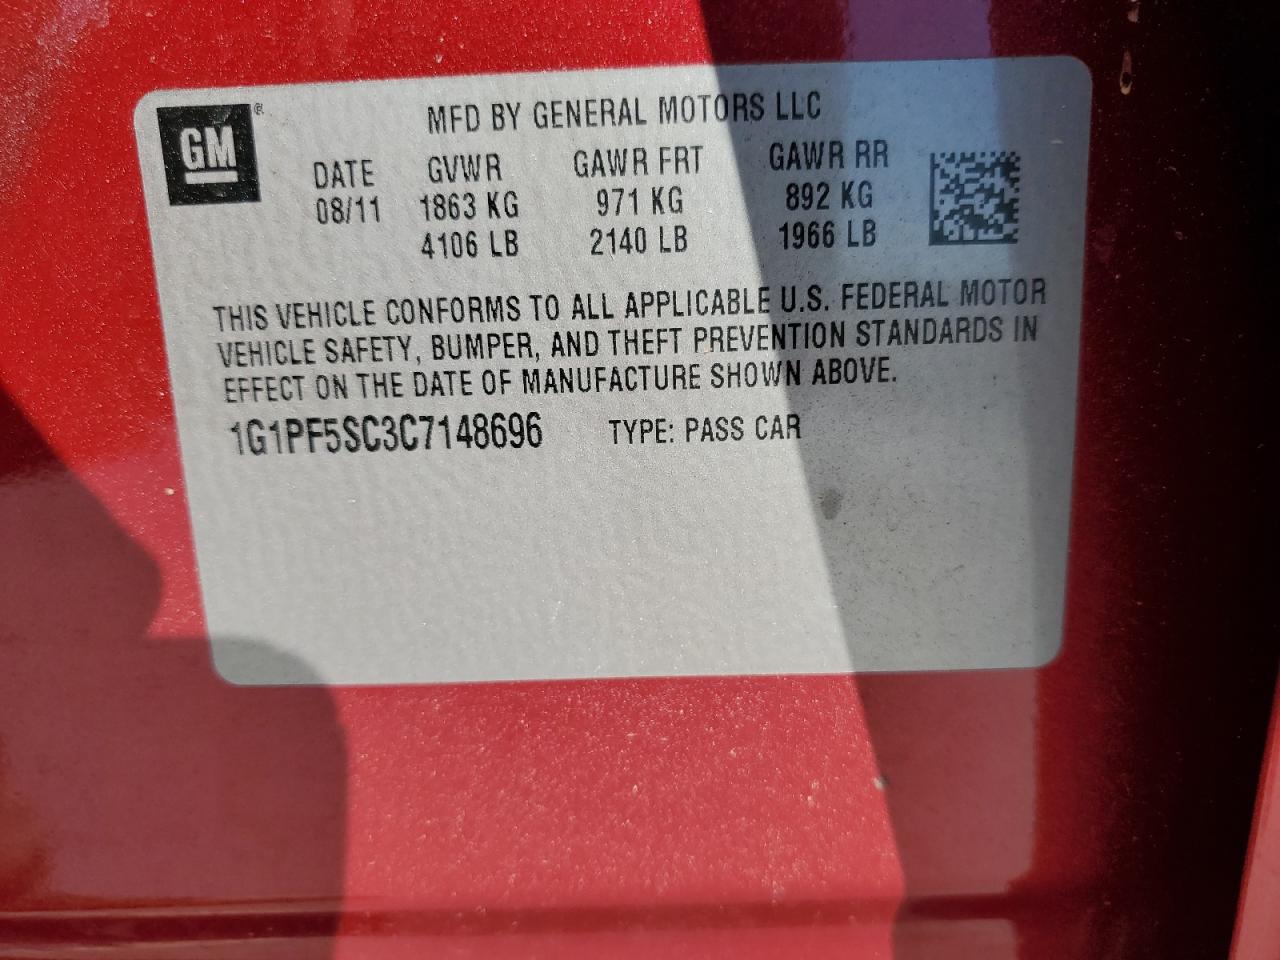 GM®
MFD BY GENERAL MOTORS LLC
DATE GVWR GAWR FRT GAWR RR
08/11 1863 KG 971 KG 892 KG
4106 LB 2140 LB 1966 LB
THIS VEHICLE CONFORMS TO ALL APPLICABLE U.S. FEDERAL MOTOR
VEHICLE SAFETY, BUMPER, AND THEFT PREVENTION STANDARDS IN
EFFECT ON THE DATE OF MANUFACTURE SHOWN ABOVE.
1G1PF5SC3C7148696 TYPE: PASS CAR